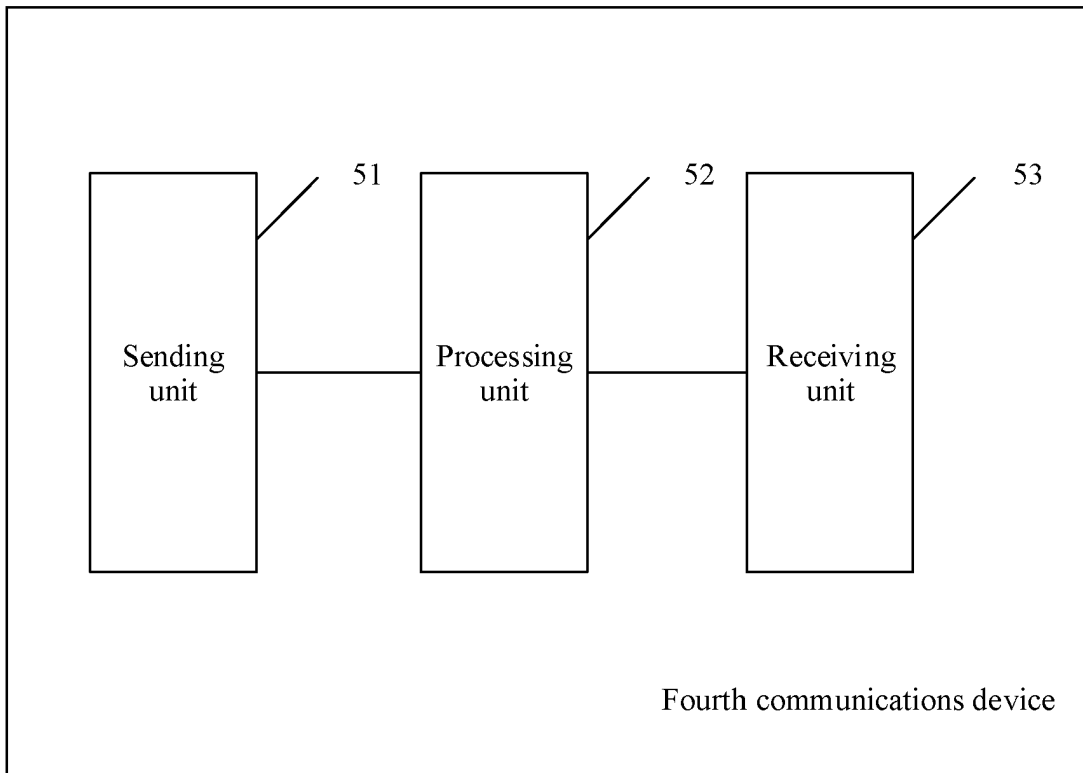 51
52
53
Sending
unit
Processing
unit
Receiving
unit
Fourth communications device